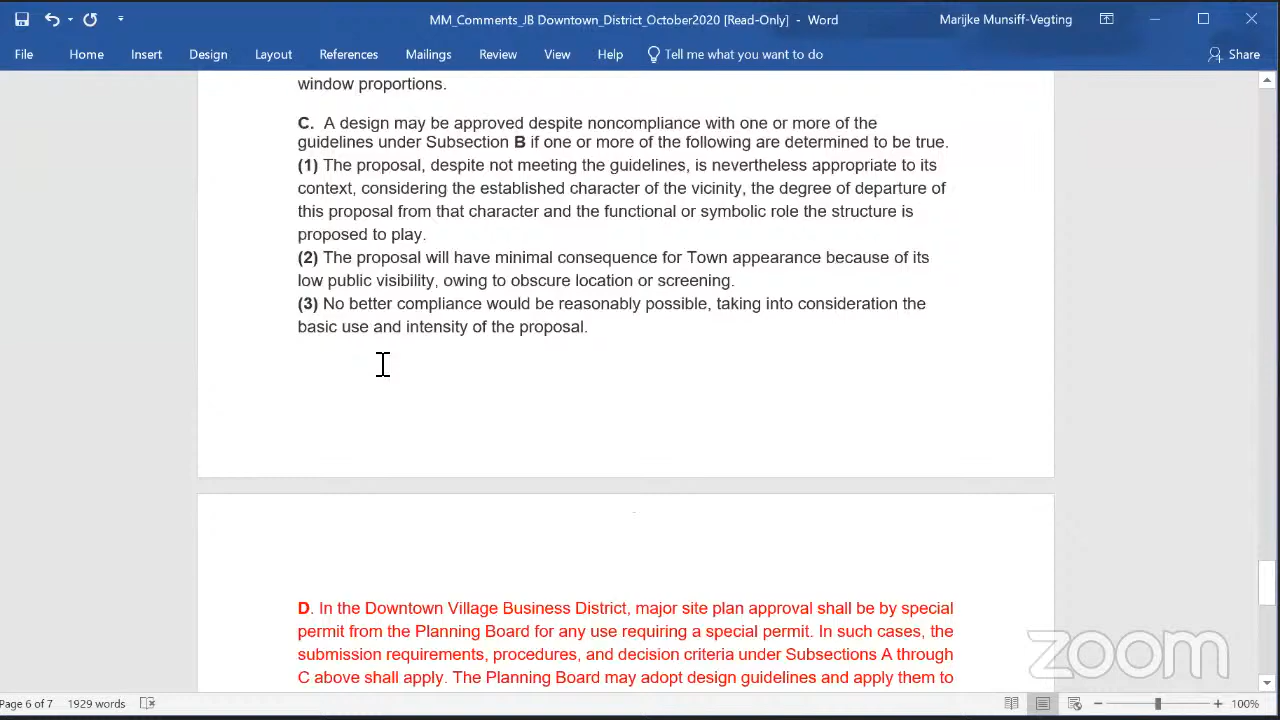 MM_Comments_JB Downtown_District_October2020 [Read-Only] - Word
Marijke Munsiff-Vegting
File Home Insert Design Layout References Mailings Review View Help Tell me what you want to do Share
window proportions.
C. A design may be approved despite noncompliance with one or more of the
guidelines under Subsection B if one or more of the following are determined to be true.
(1) The proposal, despite not meeting the guidelines, is nevertheless appropriate to its
context, considering the established character of the vicinity, the degree of departure of
this proposal from that character and the functional or symbolic role the structure is
proposed to play.
(2) The proposal will have minimal consequence for Town appearance because of its
low public visibility, owing to obscure location or screening.
(3) No better compliance would be reasonably possible, taking into consideration the
basic use and intensity of the proposal.
D. In the Downtown Village Business District, major site plan approval shall be by special
permit from the Planning Board for any use requiring a special permit. In such cases, the
submission requirements, procedures, and decision criteria under Subsections A through
C above shall apply. The Planning Board may adopt design guidelines and apply them to
zoom
Page 6 of 7 1929 words 100%